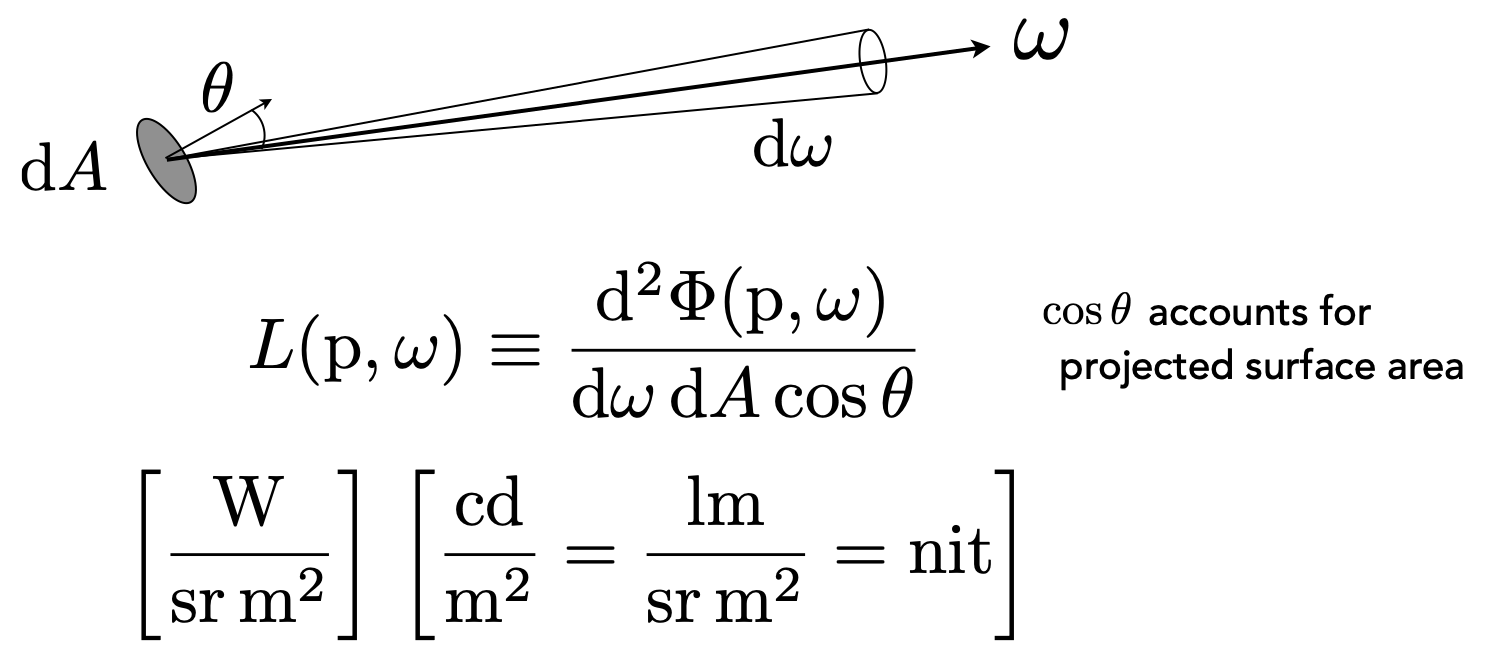 ω
θ
dA
dω
L(p, ω) ≡ d²Φ(p, ω) / dω dA cos θ
cos θ accounts for
projected surface area
[W / sr m²] [cd / m² = lm / sr m² = nit]